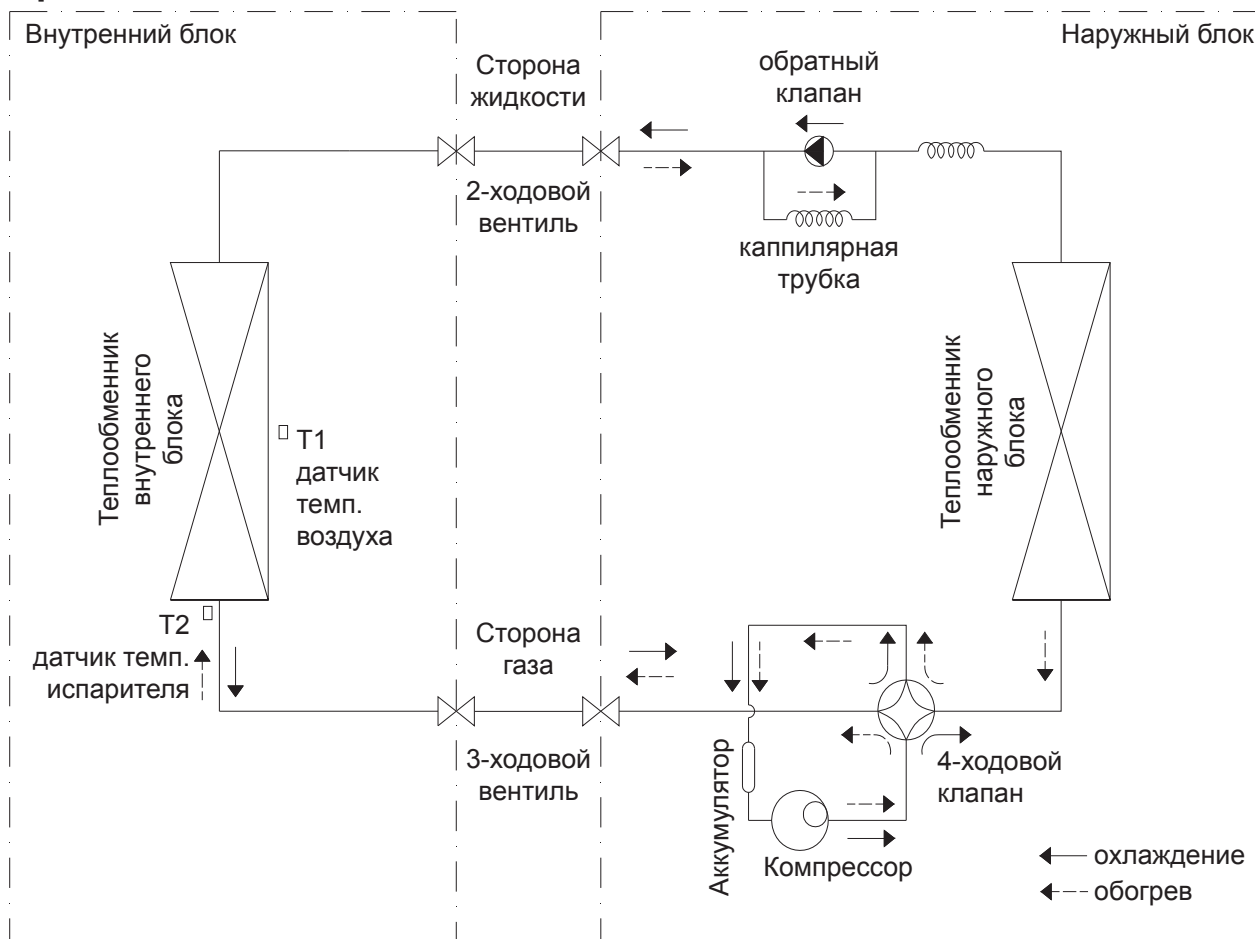 Внутренний блок
Наружный блок
Сторона
жидкости
обратный
клапан
2-ходовой
вентиль
каппилярная
трубка
Теплообменник
внутреннего
блока
Теплообменник
наружного
блока
T1
датчик
темп.
воздуха
T2
датчик темп.
испарителя
Сторона
газа
3-ходовой
вентиль
Аккумулятор
4-ходовой
клапан
Компрессор
охлаждение
обогрев